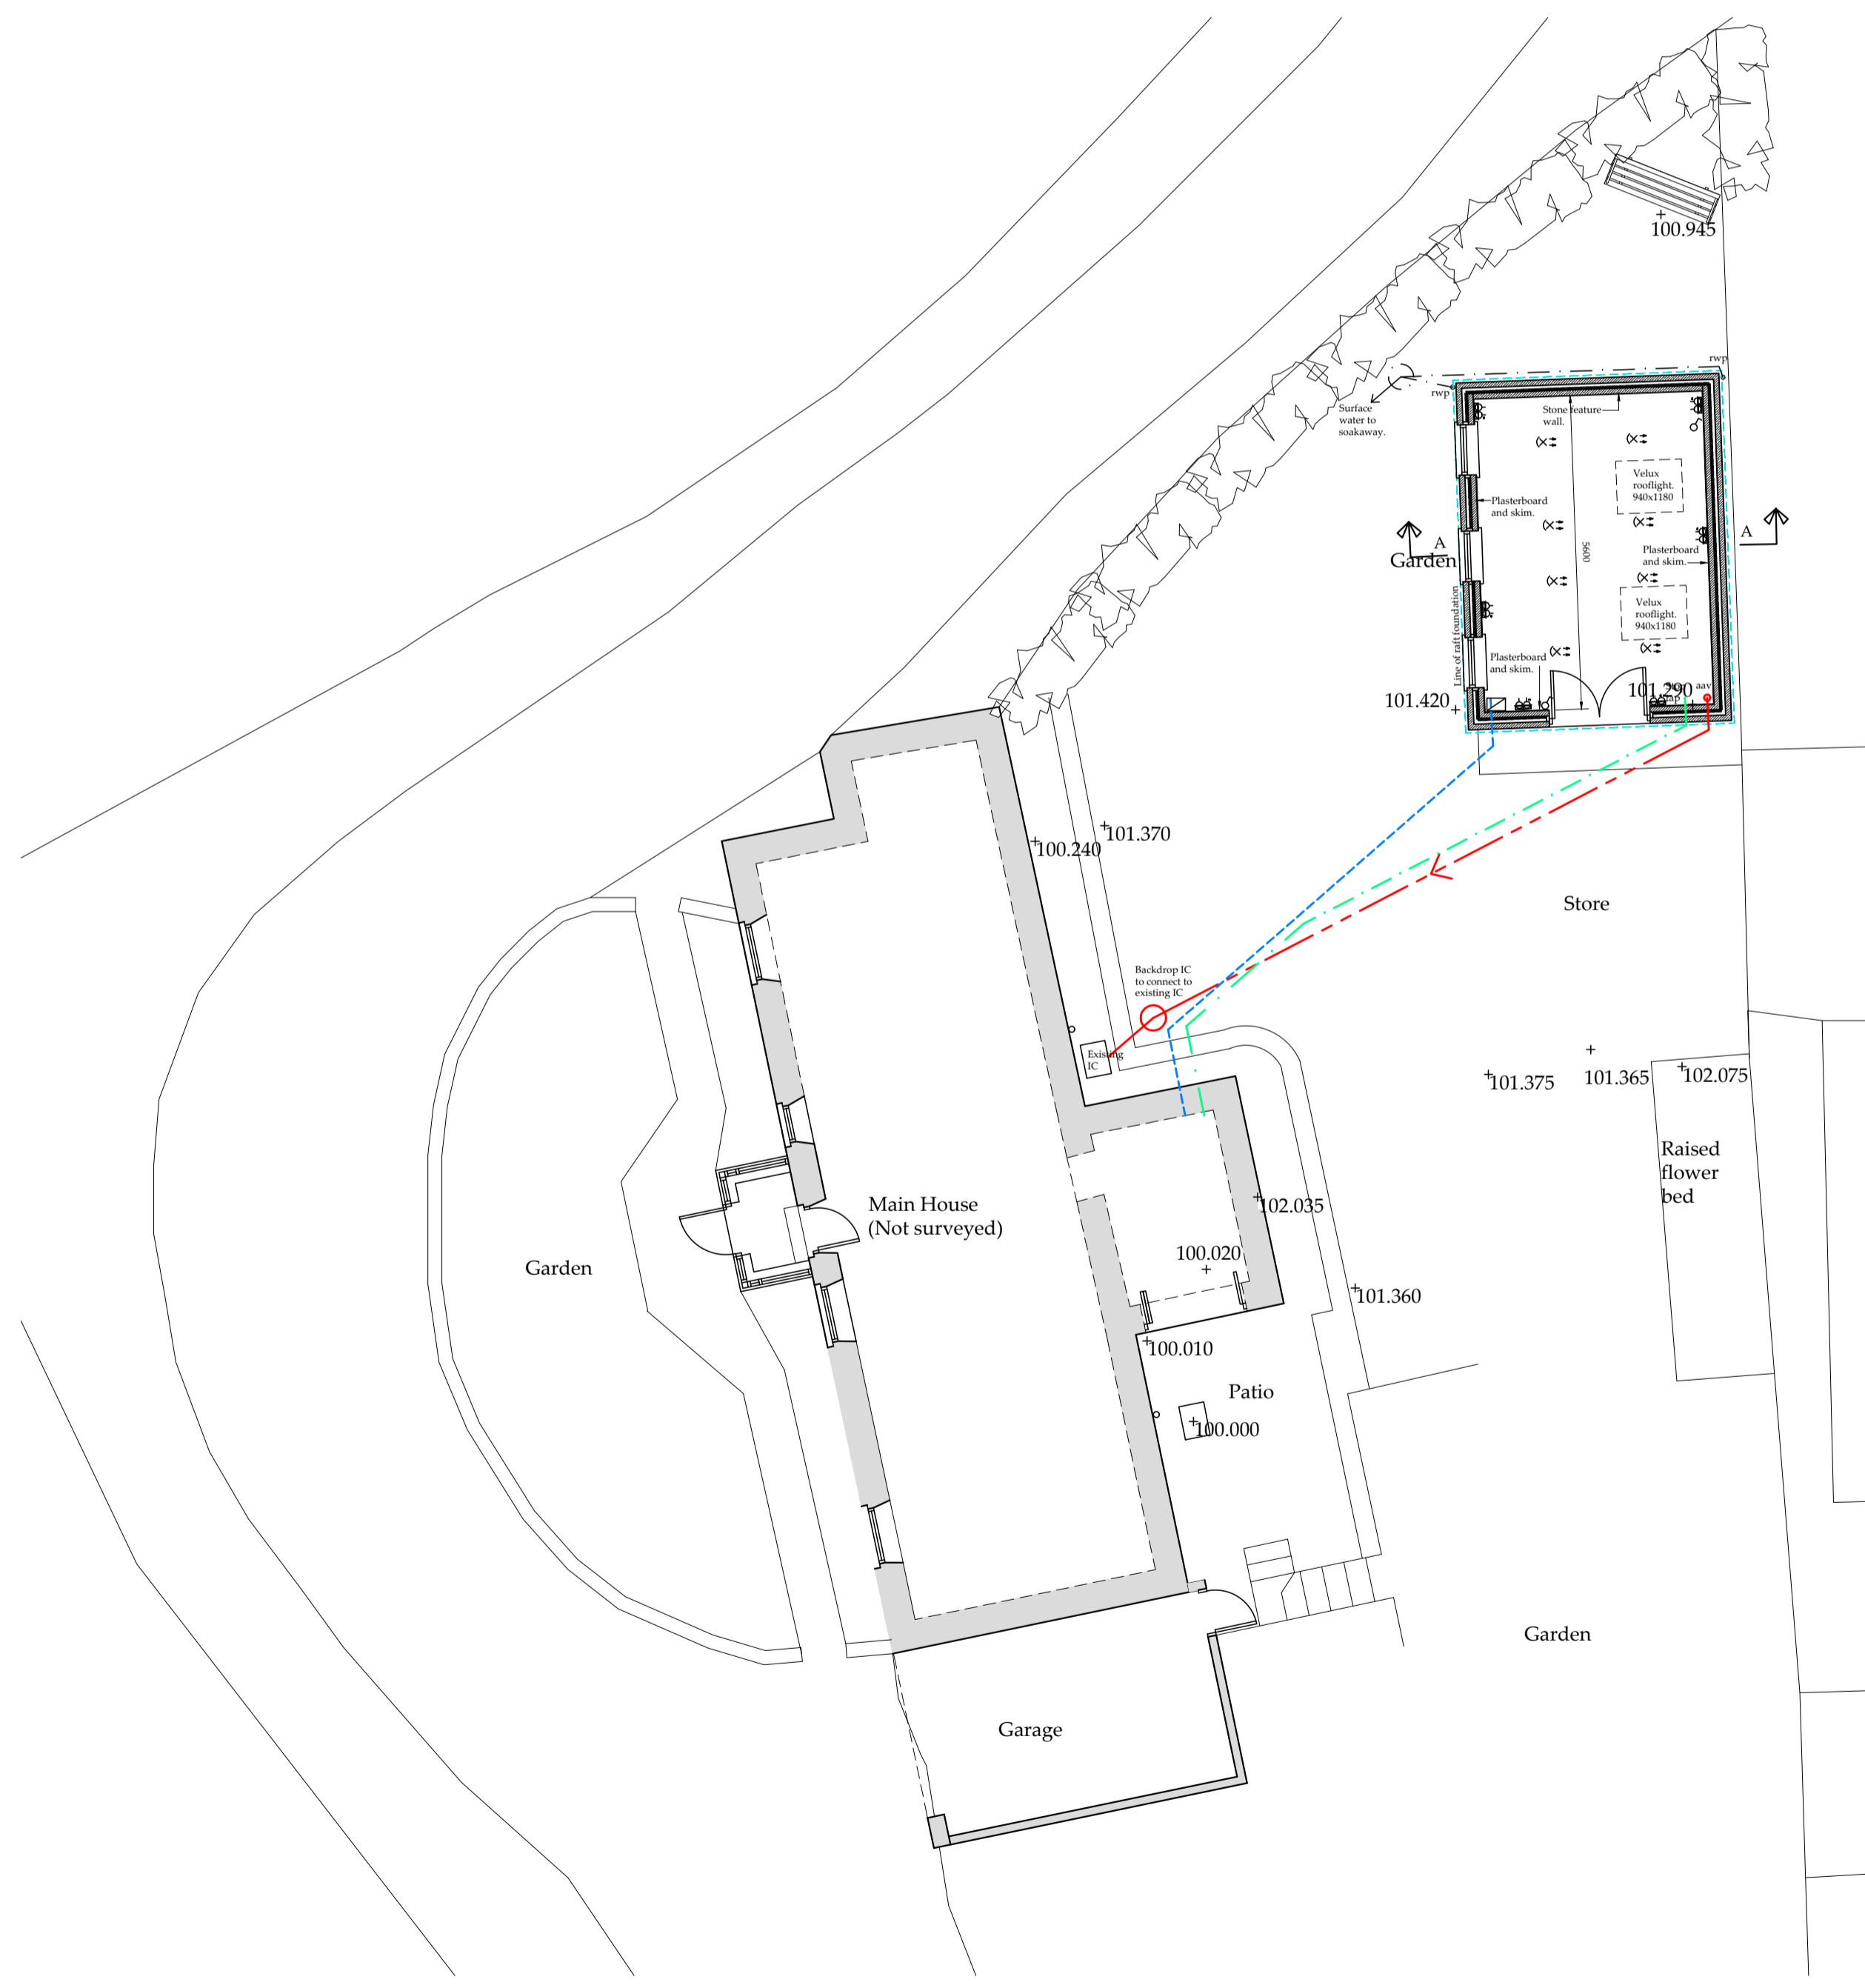 100.945
rwp
rwp
Surface
water to
soakaway.
Stone feature
wall.
Velux
rooflight.
940x1180
Plasterboard
and skim.
A
A
Garden
5600
Plasterboard
and skim.
Line of raft foundation
Velux
rooflight.
940x1180
Plasterboard
and skim.
101.420
101.290
aav
100.240
101.370
Store
Backdrop IC
to connect to
existing IC
Existing
IC
101.375
101.365
102.075
Raised
flower
bed
Main House
(Not surveyed)
102.035
100.020
Garden
101.360
100.010
Patio
100.000
Garden
Garage